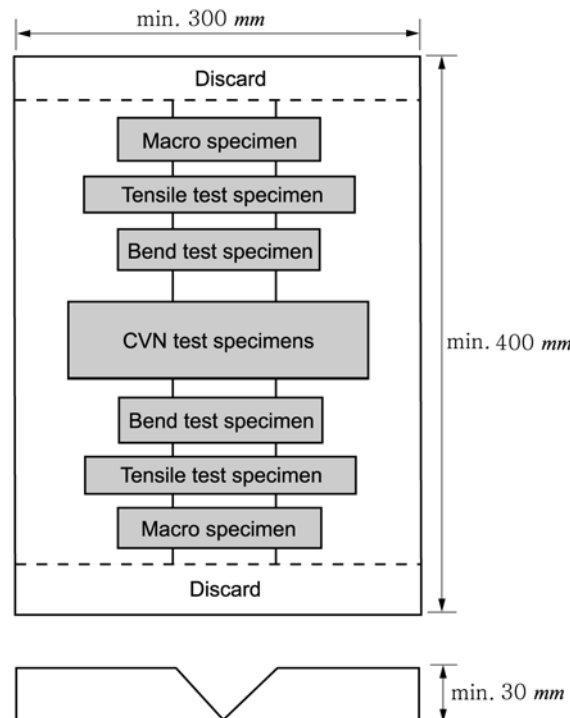 min. 300 mm
Discard
Macro specimen
Tensile test specimen
Bend test specimen
CVN test specimens
min. 400 mm
Bend test specimen
Tensile test specimen
Macro specimen
Discard
min. 30 mm